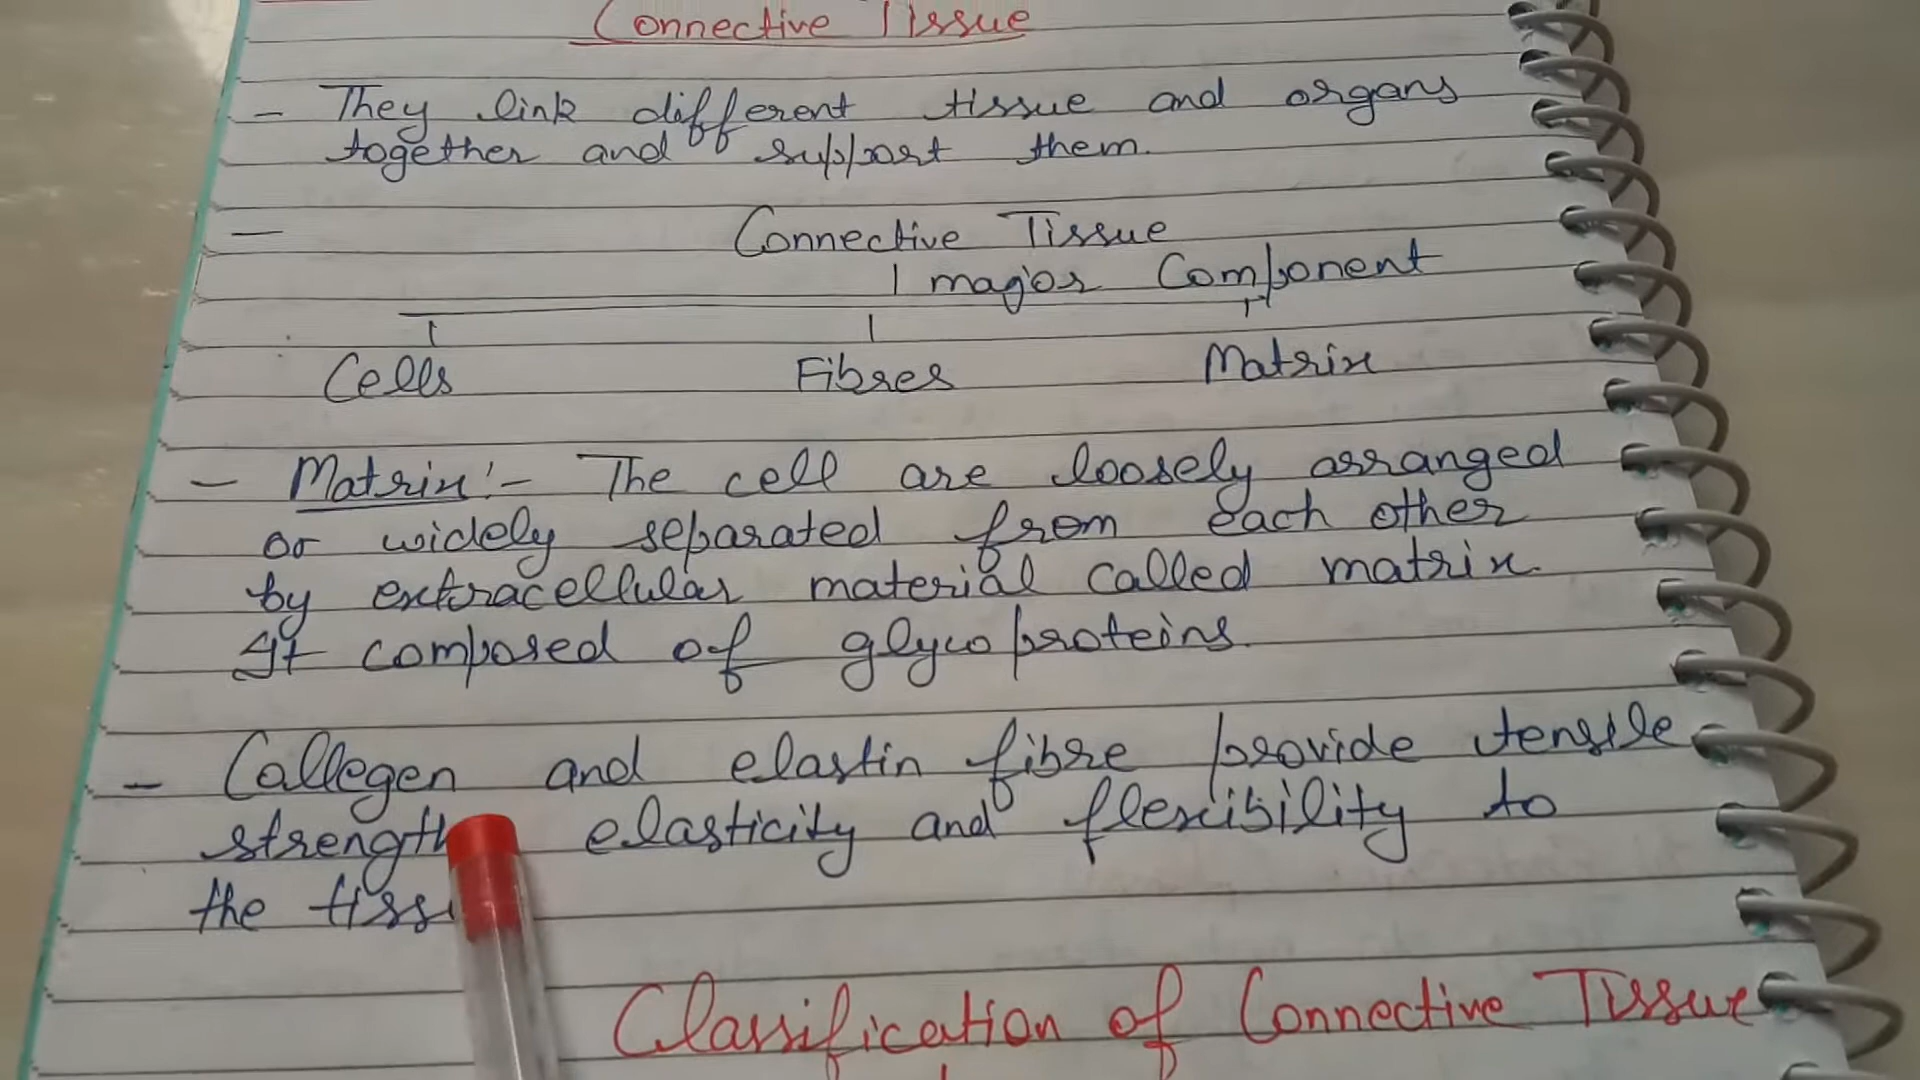 Connective Tissue
- They link different tissue and organs
together and support them.
- Connective Tissue
major Component
Cells Fibres Matrix
- Matrix:- The cell are loosely arranged
or widely separated from each other
by extracellular material called matrix.
It composed of glycoproteins.
- Collegen and elastin fibre provide tensile
strength elasticity and flexibility to
the
Classification of Connective Tissue